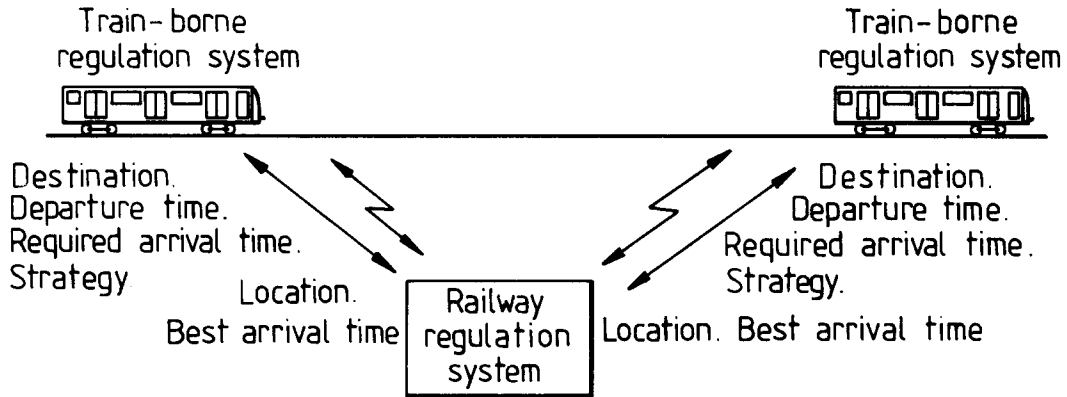 Train-borne
regulation system
Train-borne
regulation system
Destination.
Departure time.
Required arrival time.
Strategy
Location.
Best arrival time
Railway
regulation
system
Destination.
Departure time.
Required arrival time.
Strategy.
Location. Best arrival time